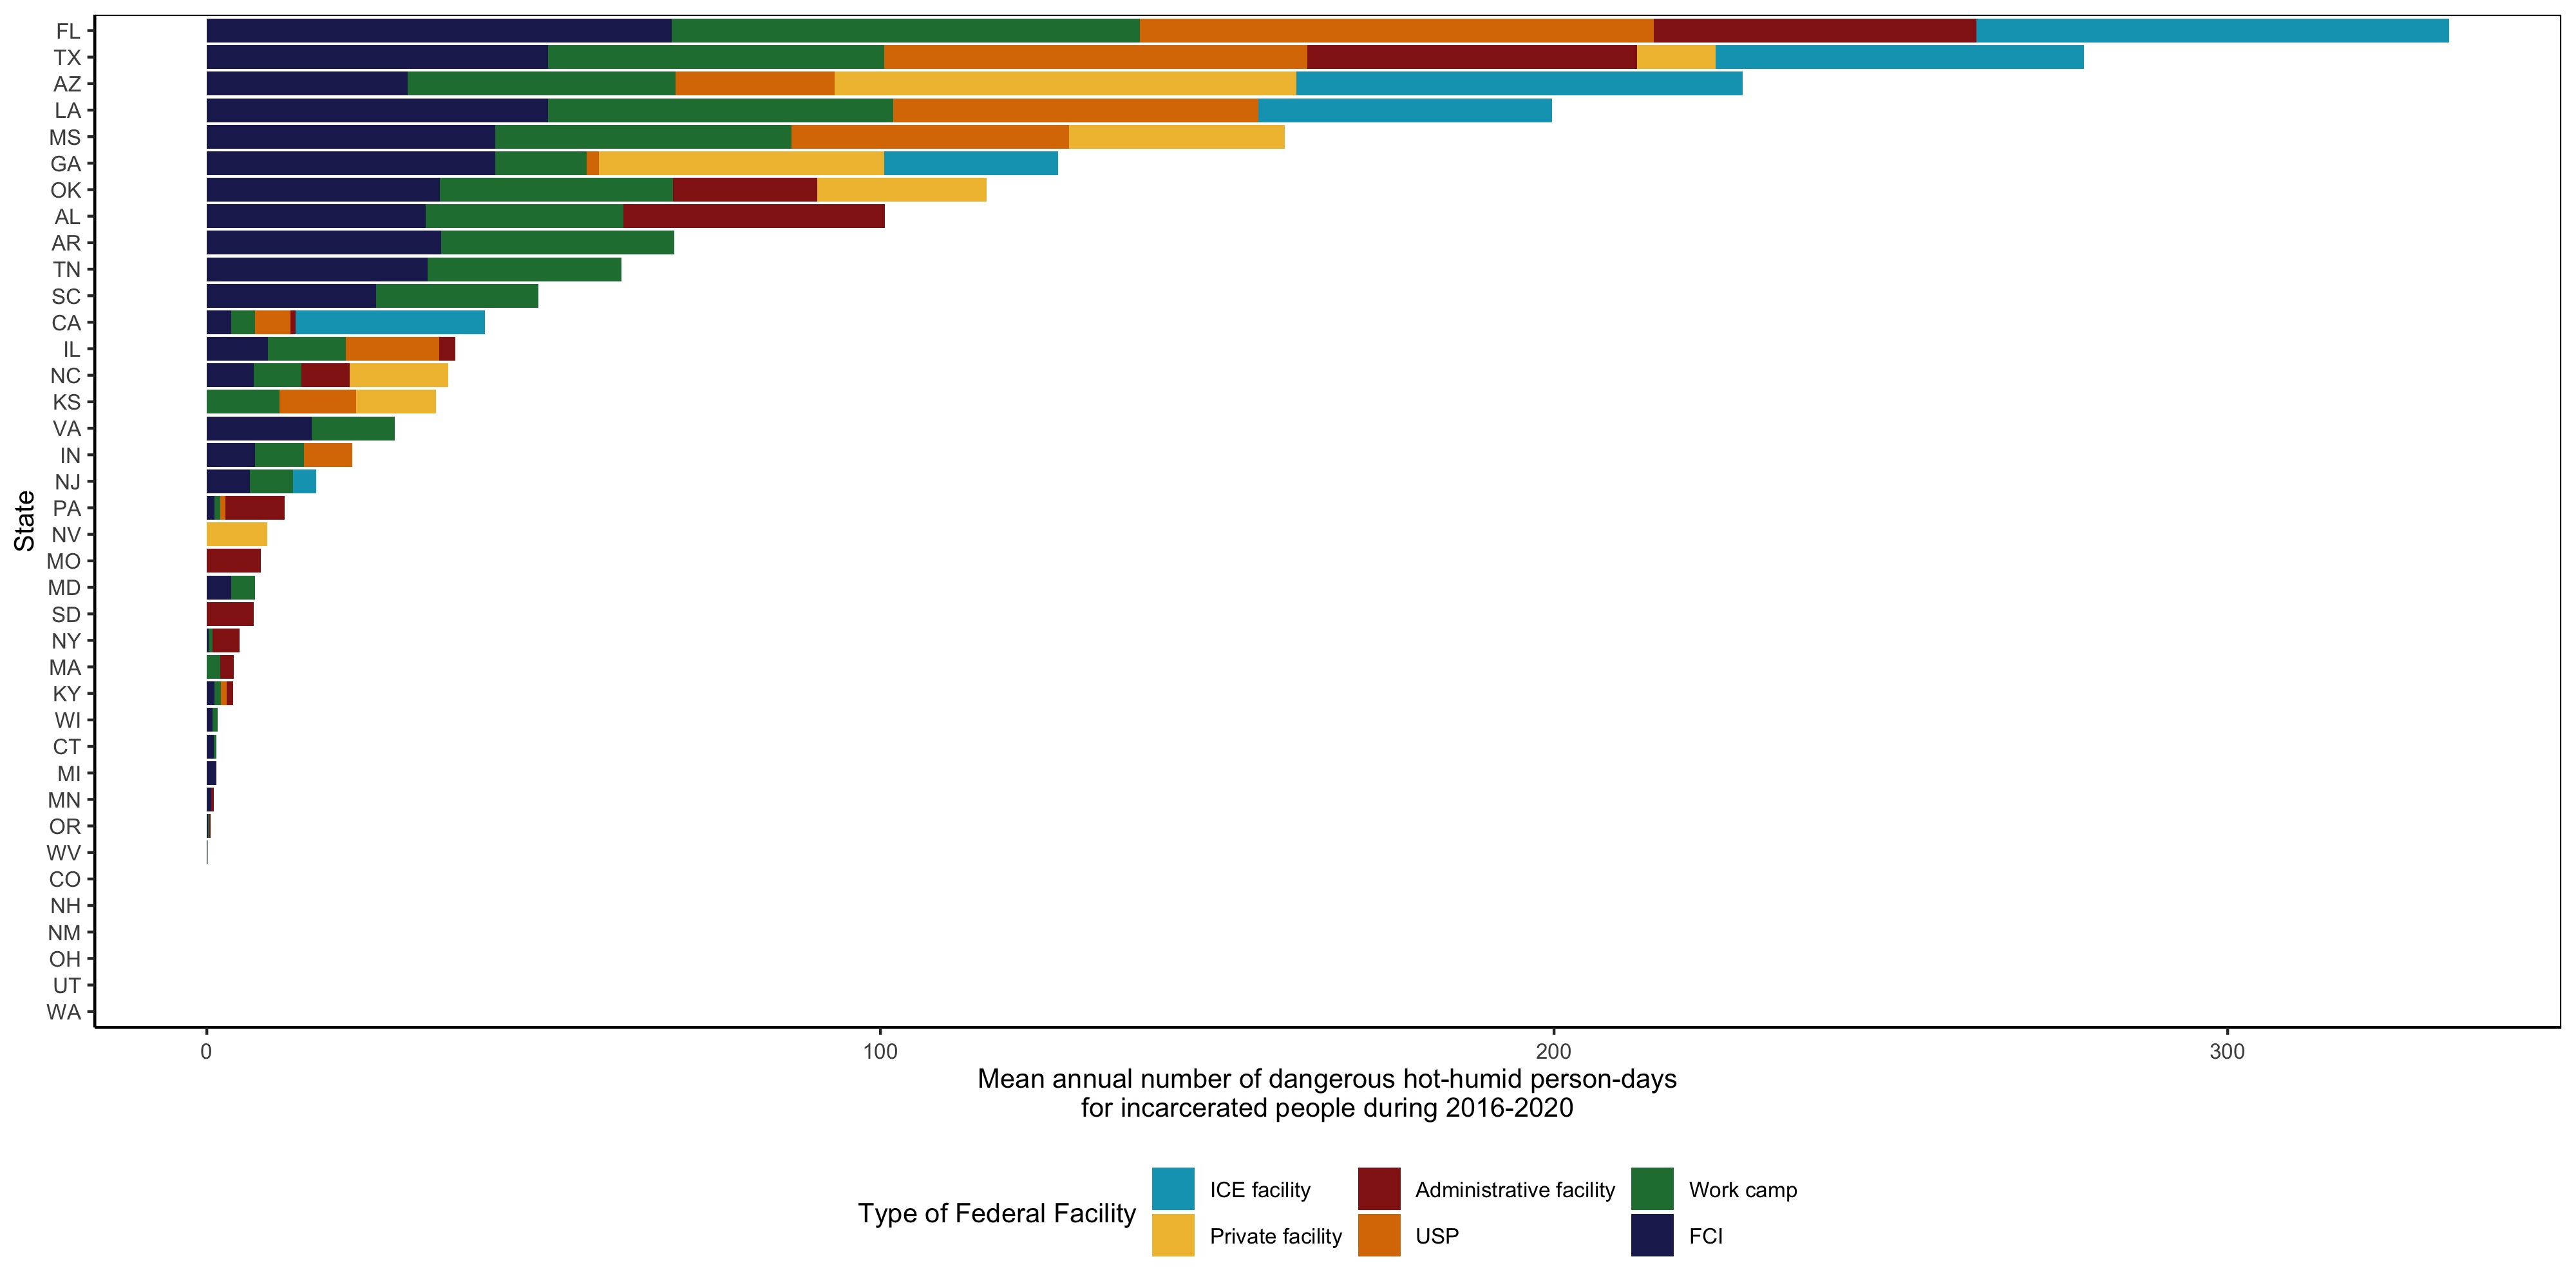 FL
TX
AZ
LA
MS
GA
OK
AL
AR
TN
SC
CA
IL
NC
KS
VA
IN
NJ
PA
NV
MO
MD
SD
NY
MA
KY
WI
CT
MI
MN
OR
WV
CO
NH
NM
OH
UT
WA
State
0 100 200 300
Mean annual number of dangerous hot-humid person-days
for incarcerated people during 2016-2020
Type of Federal Facility
ICE facility Administrative facility Work camp
Private facility USP FCI